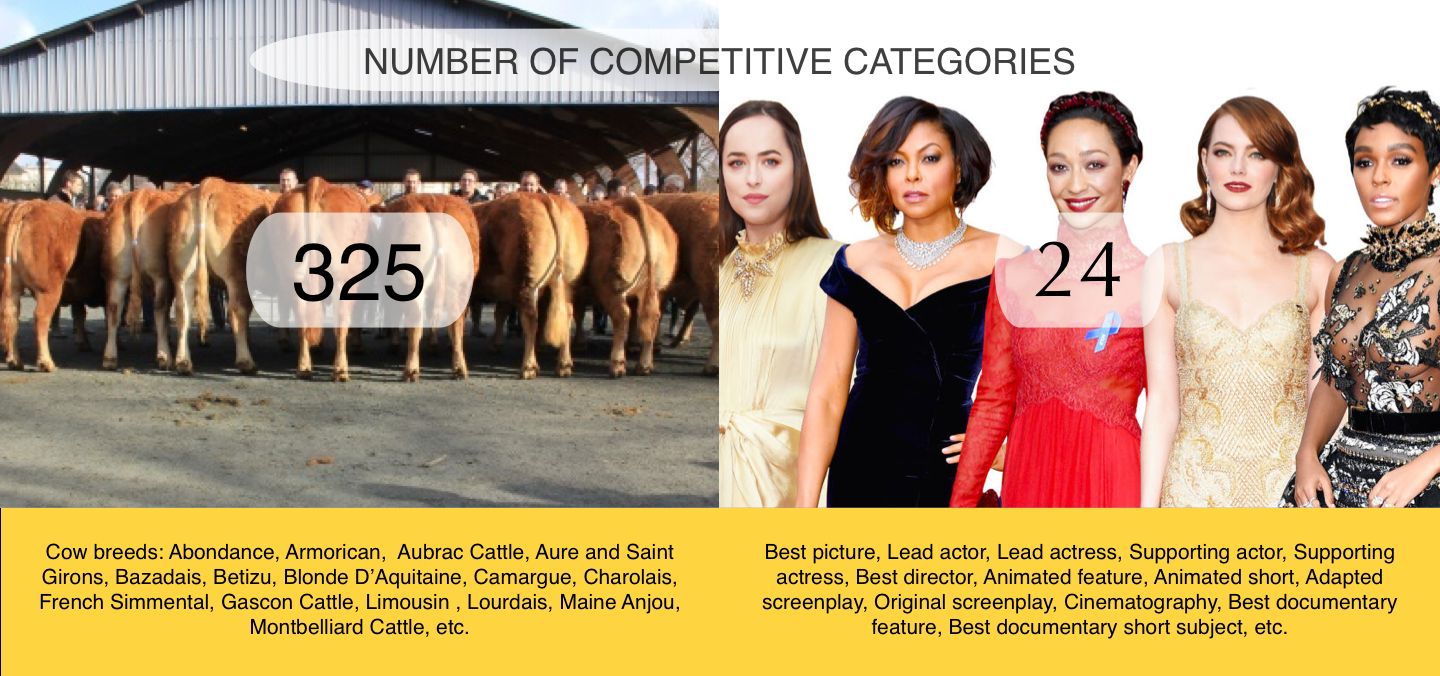 NUMBER OF COMPETITIVE CATEGORIES
325
24
Cow breeds: Abondance, Armorican, Aubrac Cattle, Aure and Saint
Girons, Bazadais, Betizu, Blonde D'Aquitaine, Camargue, Charolais,
French Simmental, Gascon Cattle, Limousin , Lourdais, Maine Anjou,
Montbelliard Cattle, etc.
Best picture, Lead actor, Lead actress, Supporting actor, Supporting
actress, Best director, Animated feature, Animated short, Adapted
screenplay, Original screenplay, Cinematography, Best documentary
feature, Best documentary short subject, etc.